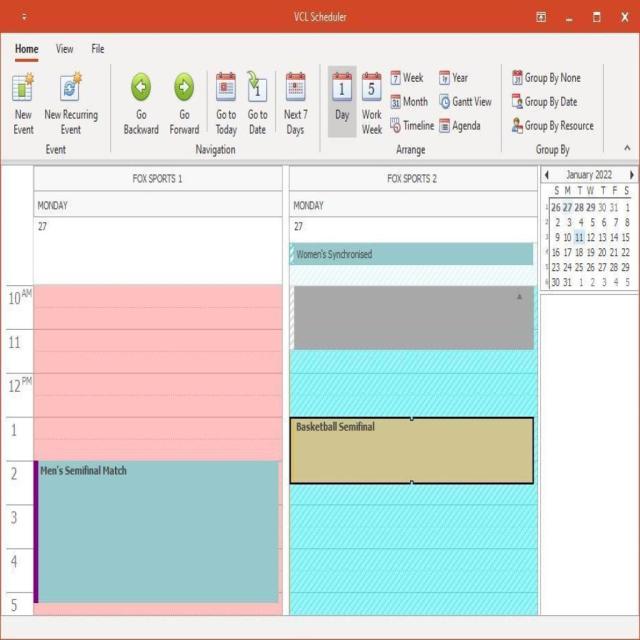 VCL Scheduler
Home View File
New Event
New Recurring Event
Go Backward
Go Forward
Go to Today
Go to Date
Next 7 Days
Day
Work Week
Week
Month
Timeline
Year
Gantt View
Agenda
Group By None
Group By Date
Group By Resource
Event
Navigation
Arrange
Group By
FOX SPORTS 1 FOX SPORTS 2
MONDAY MONDAY
27 27
Women's Synchronised
10 AM
11
12 PM
1
Basketball Semifinal
2
Men's Semifinal Match
3
4
5
January 2022
S M T W T F S
1 26 27 28 29 30 31 1
2 2 3 4 5 6 7 8
3 9 10 11 12 13 14 15
4 16 17 18 19 20 21 22
5 23 24 25 26 27 28 29
6 30 31 1 2 3 4 5